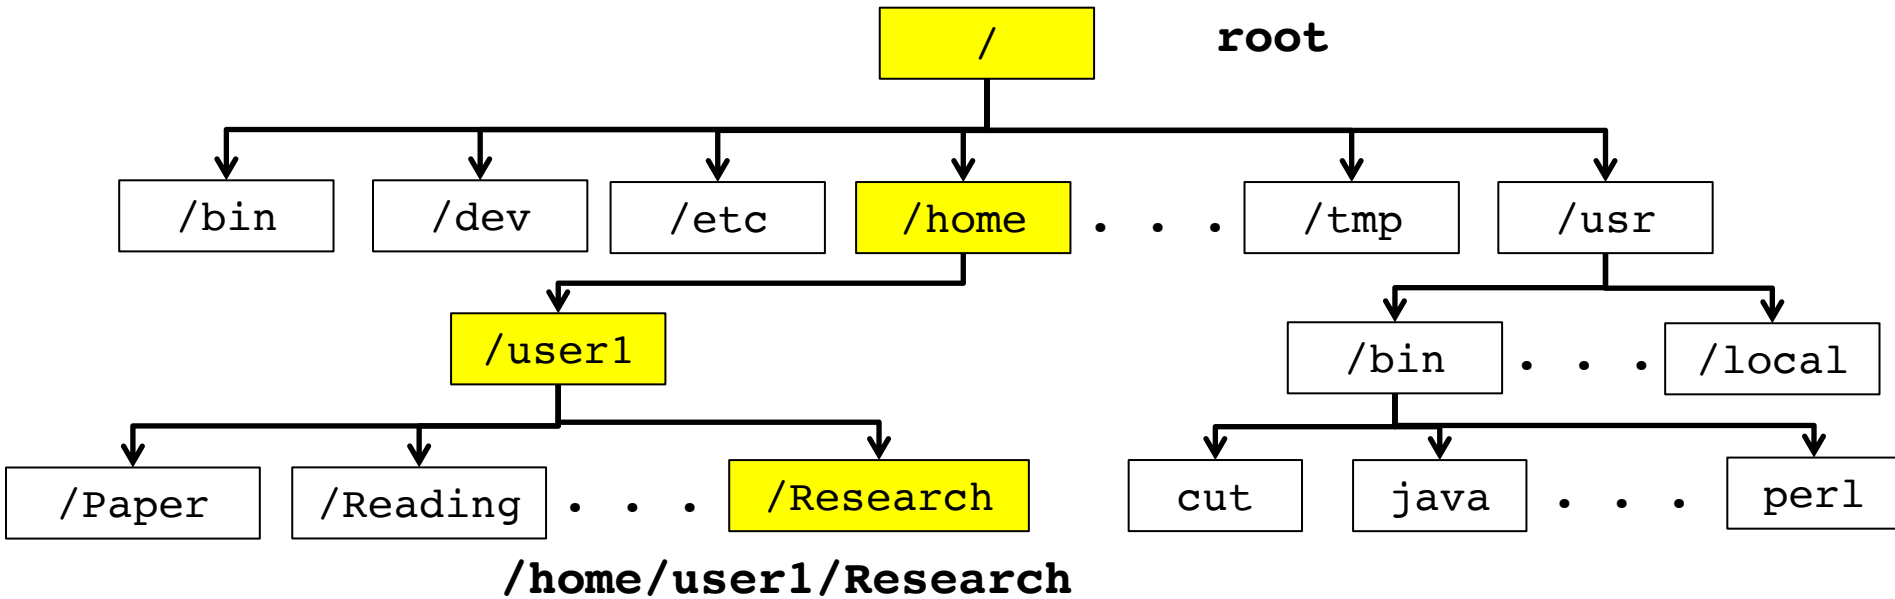 / root
/bin /dev /etc /home . . . /tmp /usr
/user1 /bin . . . /local
/Paper /Reading . . . /Research cut java . . . perl
/home/user1/Research